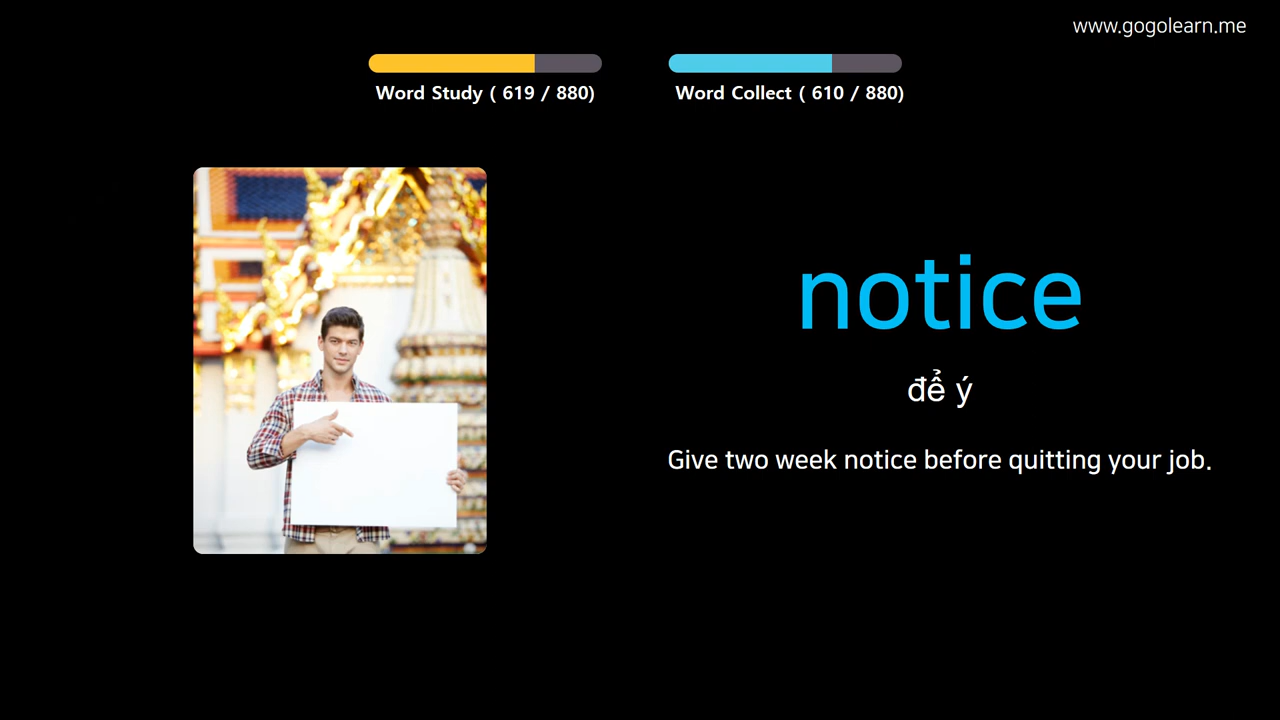 www.gogolearn.me
Word Study ( 619 / 880)
Word Collect ( 610 / 880)
notice
để ý
Give two week notice before quitting your job.